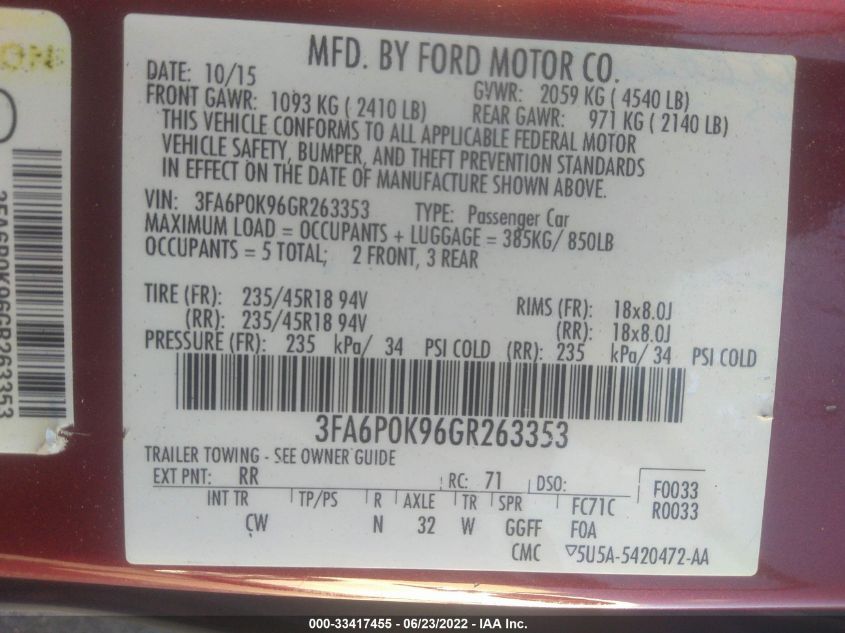 MFD. BY FORD MOTOR CO.
DATE: 10/15 GVWR: 2059 KG ( 4540 LB)
FRONT GAWR: 1093 KG ( 2410 LB) REAR GAWR: 971 KG ( 2140 LB)
THIS VEHICLE CONFORMS TO ALL APPLICABLE FEDERAL MOTOR
VEHICLE SAFETY, BUMPER, AND THEFT PREVENTION STANDARDS
IN EFFECT ON THE DATE OF MANUFACTURE SHOWN ABOVE.
VIN: 3FA6P0K96GR263353 TYPE: Passenger Car
MAXIMUM LOAD = OCCUPANTS + LUGGAGE = 385KG/ 850LB
OCCUPANTS = 5 TOTAL; 2 FRONT, 3 REAR
TIRE (FR): 235/45R18 94V RIMS (FR): 18x8.0J
(RR): 235/45R18 94V (RR): 18x8.0J
PRESSURE (FR): 235 kPa/ 34 PSI COLD (RR): 235 kPa/ 34 PSI COLD
3FA6P0K96GR263353
TRAILER TOWING - SEE OWNER GUIDE
EXT PNT: RR RC: 71 DSO: F0033
INT TR TP/PS R AXLE TR SPR FC71C R0033
CW N 32 W GGFF F0A
CMC ▽5U5A-5420472-AA
3FA6P0K96GR263353
000-33417455 - 06/23/2022 - IAA Inc.